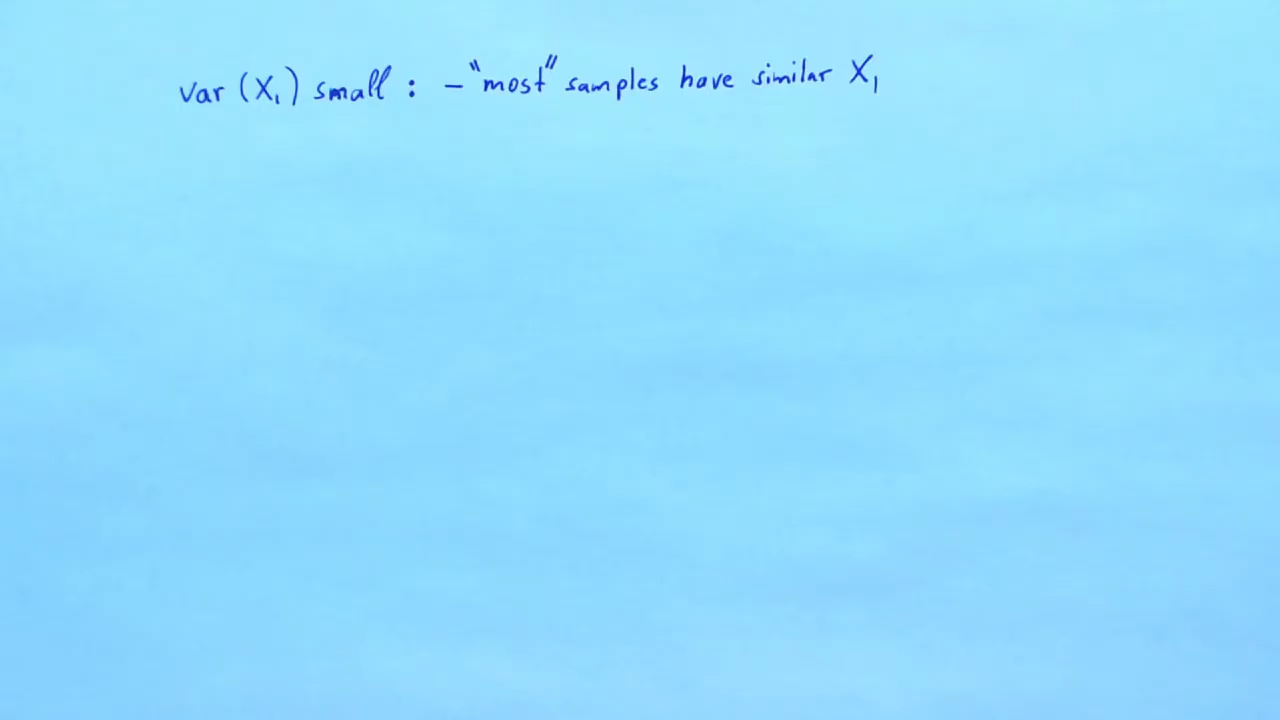 var (X₁) small : - "most" samples have similar X₁